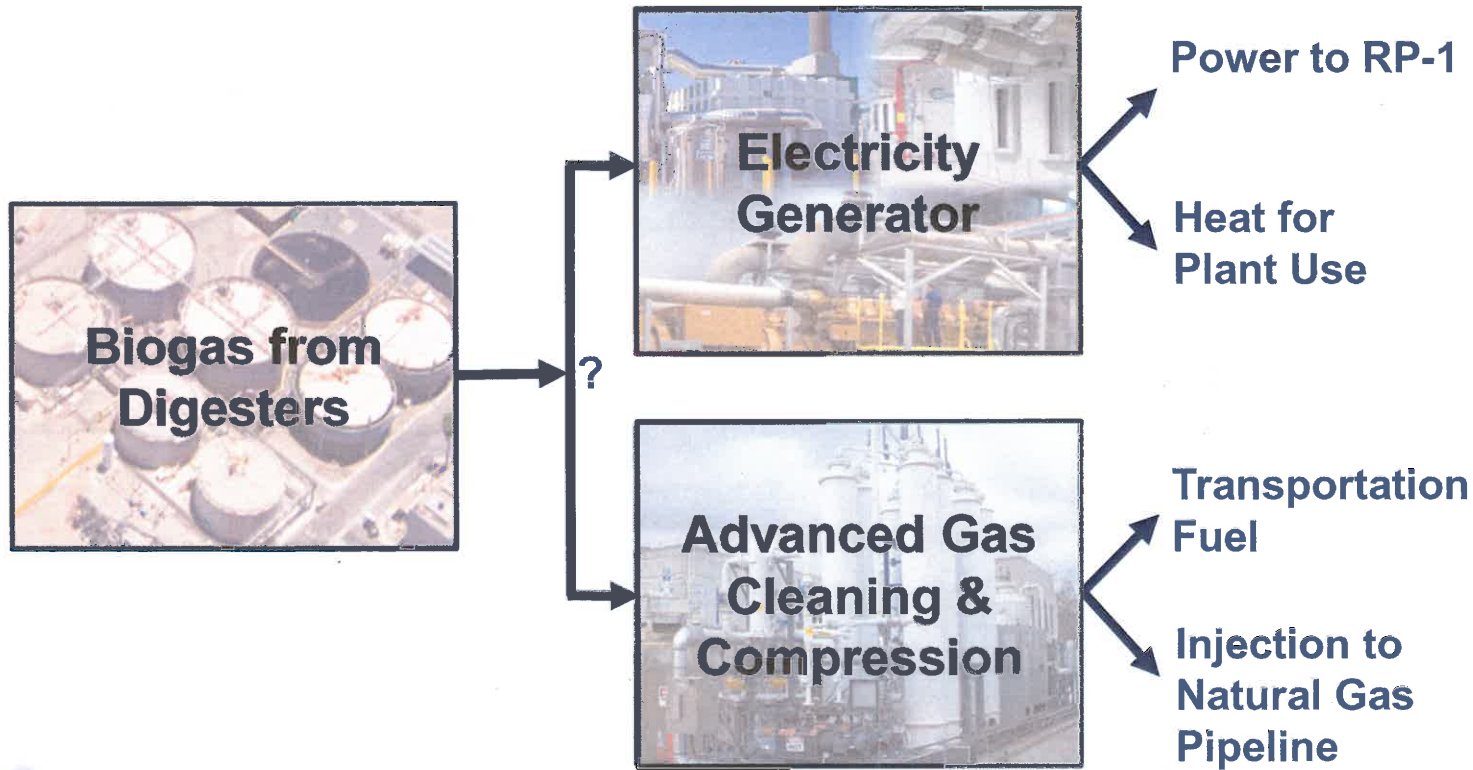 Biogas from
Digesters
?
Electricity
Generator
Power to RP-1
Heat for
Plant Use
Advanced Gas
Cleaning &
Compression
Transportation
Fuel
Injection to
Natural Gas
Pipeline